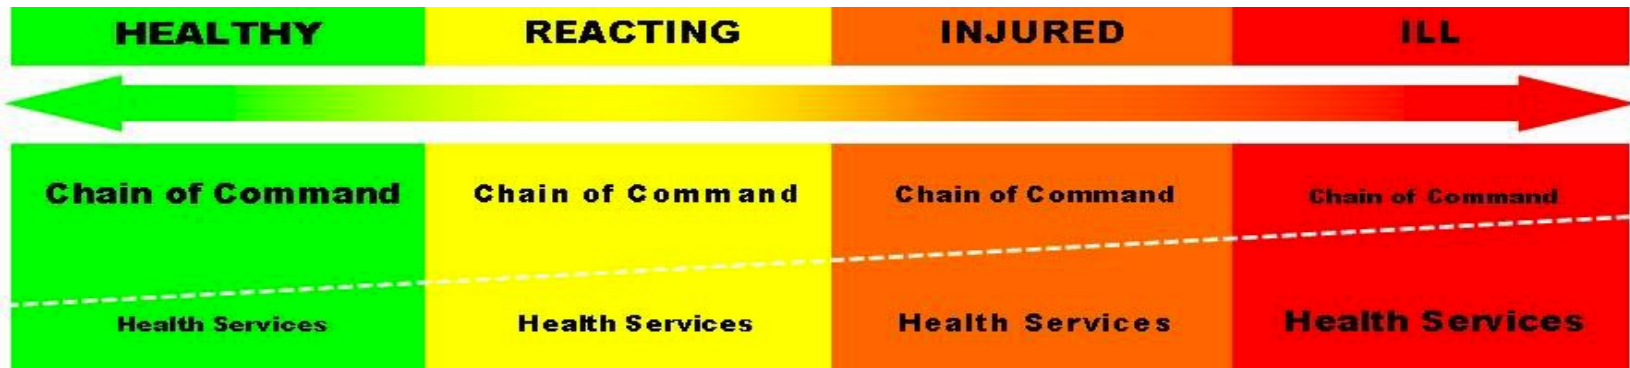 HEALTHY REACTING INJURED ILL
Chain of Command Chain of Command Chain of Command Chain of Command
Health Services Health Services Health Services Health Services